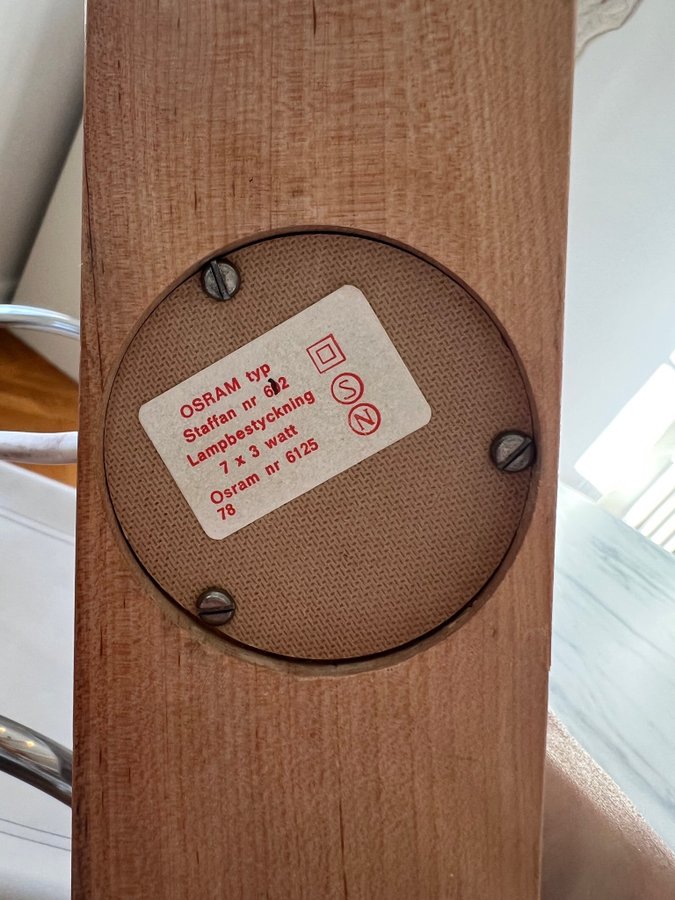 OSRAM typ
Staffan nr
Lampbestyckning
7 x 3 watt
Osram nr 6125
78
S
N